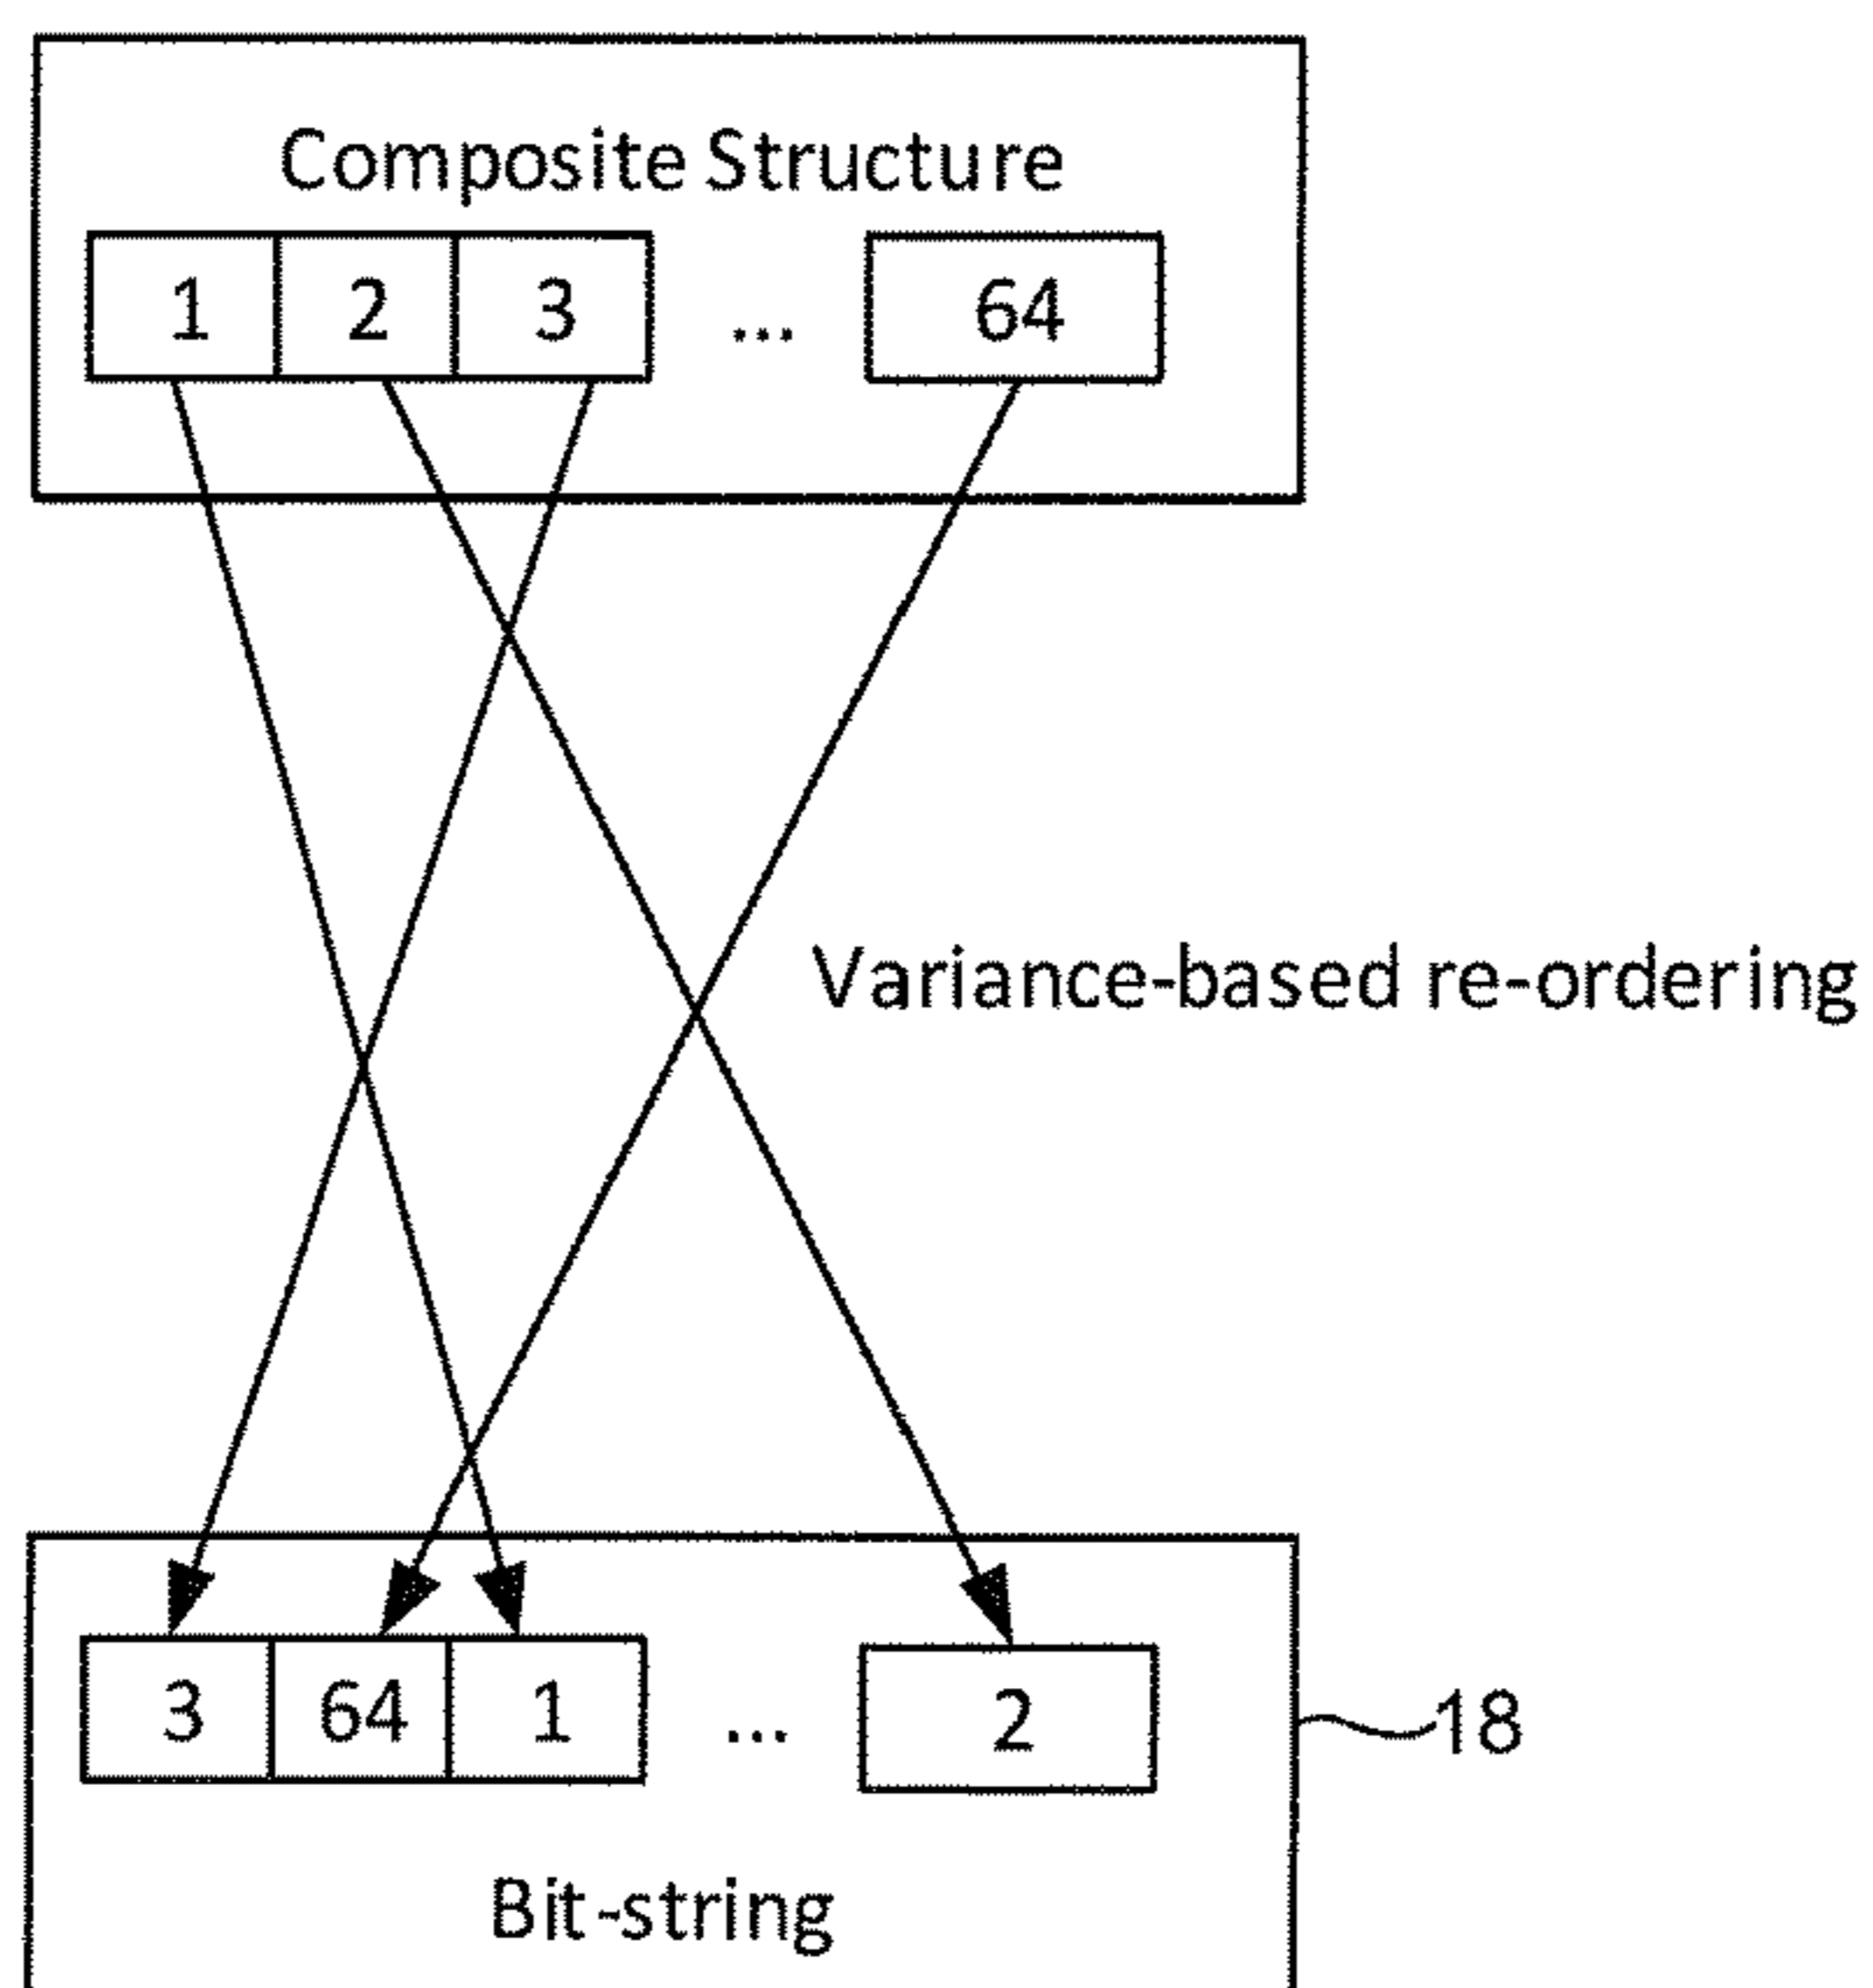 Composite Structure
1 2 3 ... 64
Variance-based re-ordering
3 64 1 ... 2
18
Bit-string